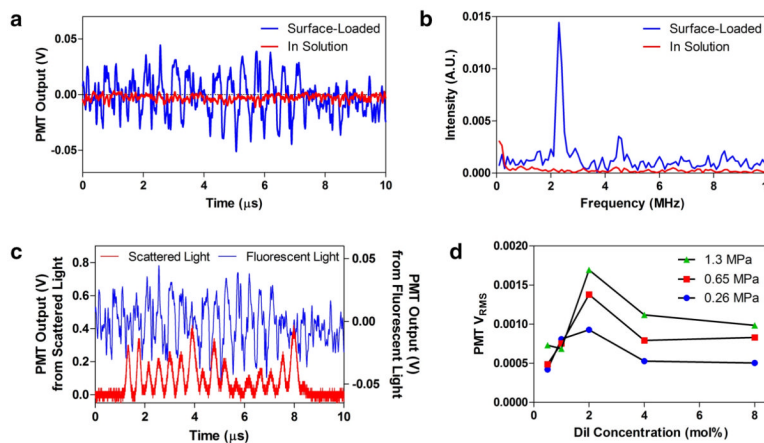 a
Surface-Loaded
In Solution
PMT Output (V)
0.05
0.00
-0.05
0 2 4 6 8 10
Time (μs)
b
Surface-Loaded
In Solution
Intensity (A.U.)
0.015
0.010
0.005
0.000
0 2 4 6 8
Frequency (MHz)
c
Scattered Light
Fluorescent Light
PMT Output (V)
from Scattered Light
0.8
0.6
0.4
0.2
0.0
0.05
0.00
-0.05
PMT Output (V)
from Fluorescent Light
0 2 4 6 8 10
Time (μs)
d
1.3 MPa
0.65 MPa
0.26 MPa
PMT VRMS
0.0020
0.0015
0.0010
0.0005
0.0000
0 2 4 6 8
DiI Concentration (mol%)